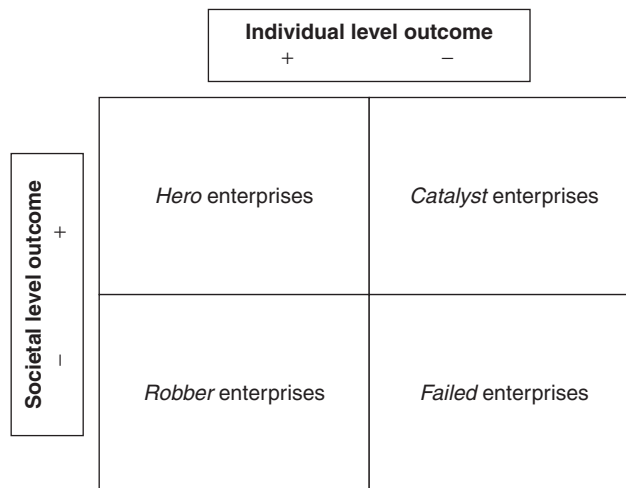 Individual level outcome
+ −
Societal level outcome
+
−
Hero enterprises
Catalyst enterprises
Robber enterprises
Failed enterprises